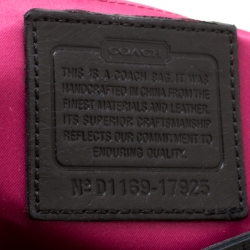 COACH
THIS IS A COACH BAG. IT WAS
HANDCRAFTED IN CHINA FROM THE
FINEST MATERIALS AND LEATHER.
ITS SUPERIOR CRAFTSMANSHIP
REFLECTS OUR COMMITMENT TO
ENDURING QUALITY.
Nº D1169-17925